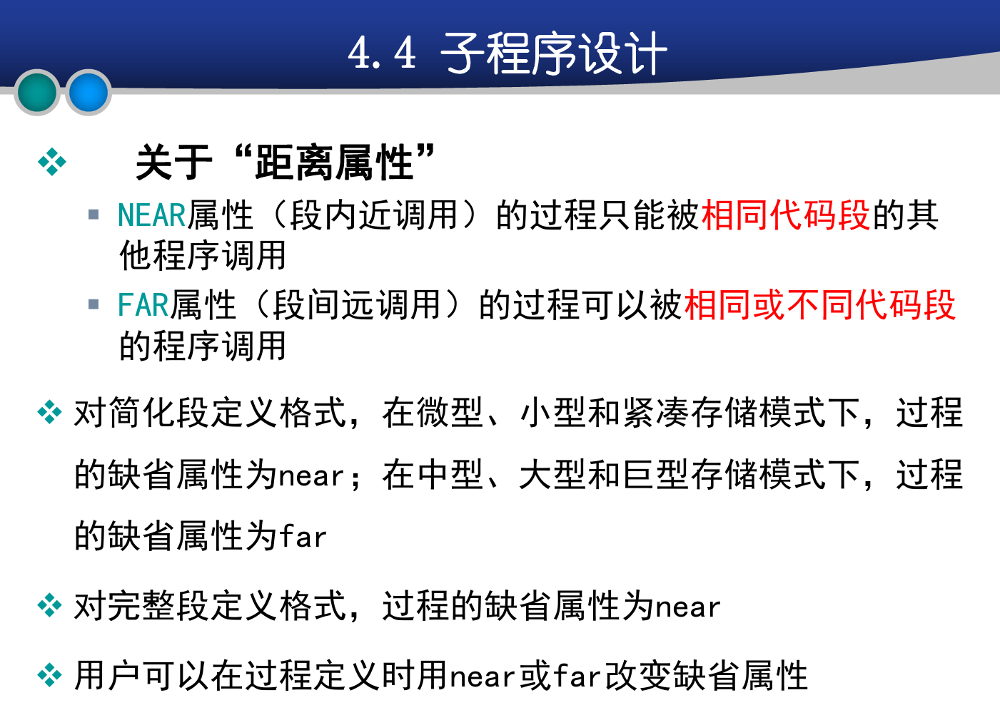 4.4 子程序设计
关于“距离属性”
NEAR属性（段内近调用）的过程只能被相同代码段的其
他程序调用
FAR属性（段间远调用）的过程可以被相同或不同代码段
的程序调用
对简化段定义格式，在微型、小型和紧凑存储模式下，过程
的缺省属性为near；在中型、大型和巨型存储模式下，过程
的缺省属性为far
对完整段定义格式，过程的缺省属性为near
用户可以在过程定义时用near或far改变缺省属性